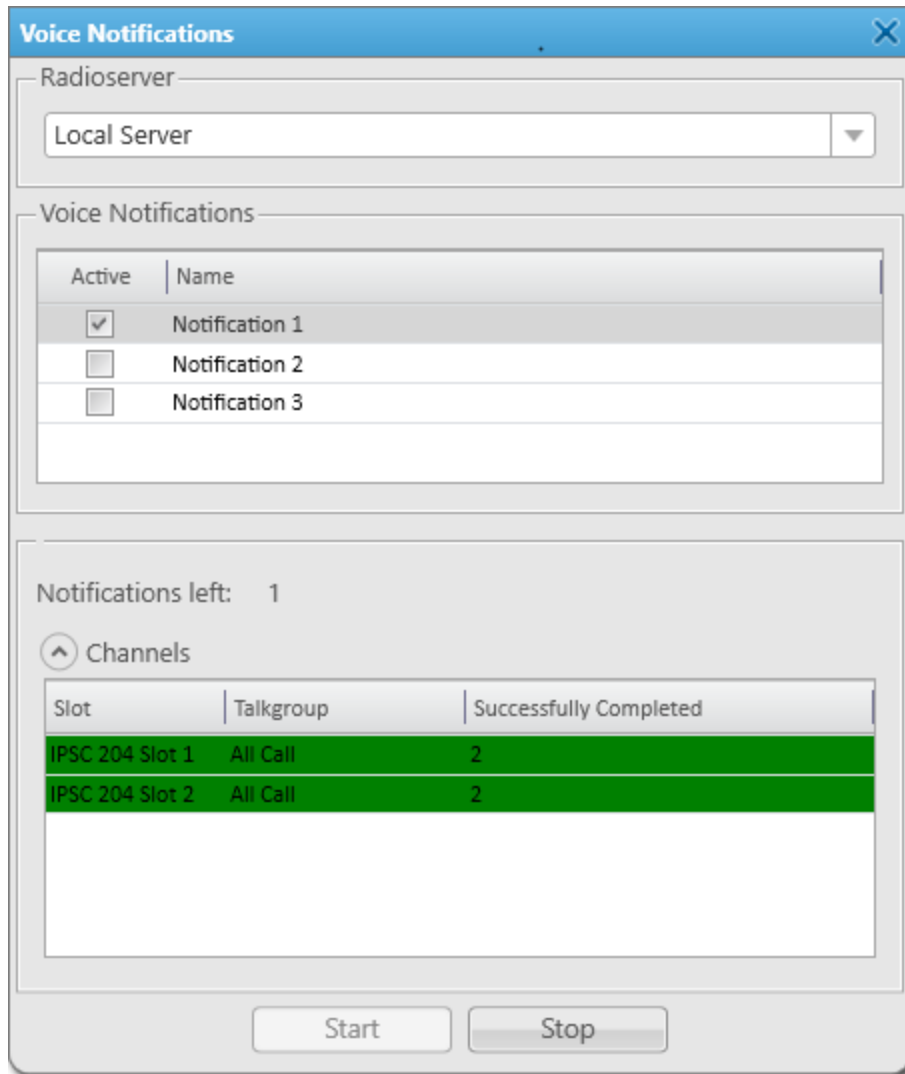 Voice Notifications
Radioserver
Local Server
Voice Notifications
Active Name
Notification 1
Notification 2
Notification 3
Notifications left: 1
Channels
Slot Talkgroup Successfully Completed
IPSC 204 Slot 1 All Call 2
IPSC 204 Slot 2 All Call 2
Start Stop